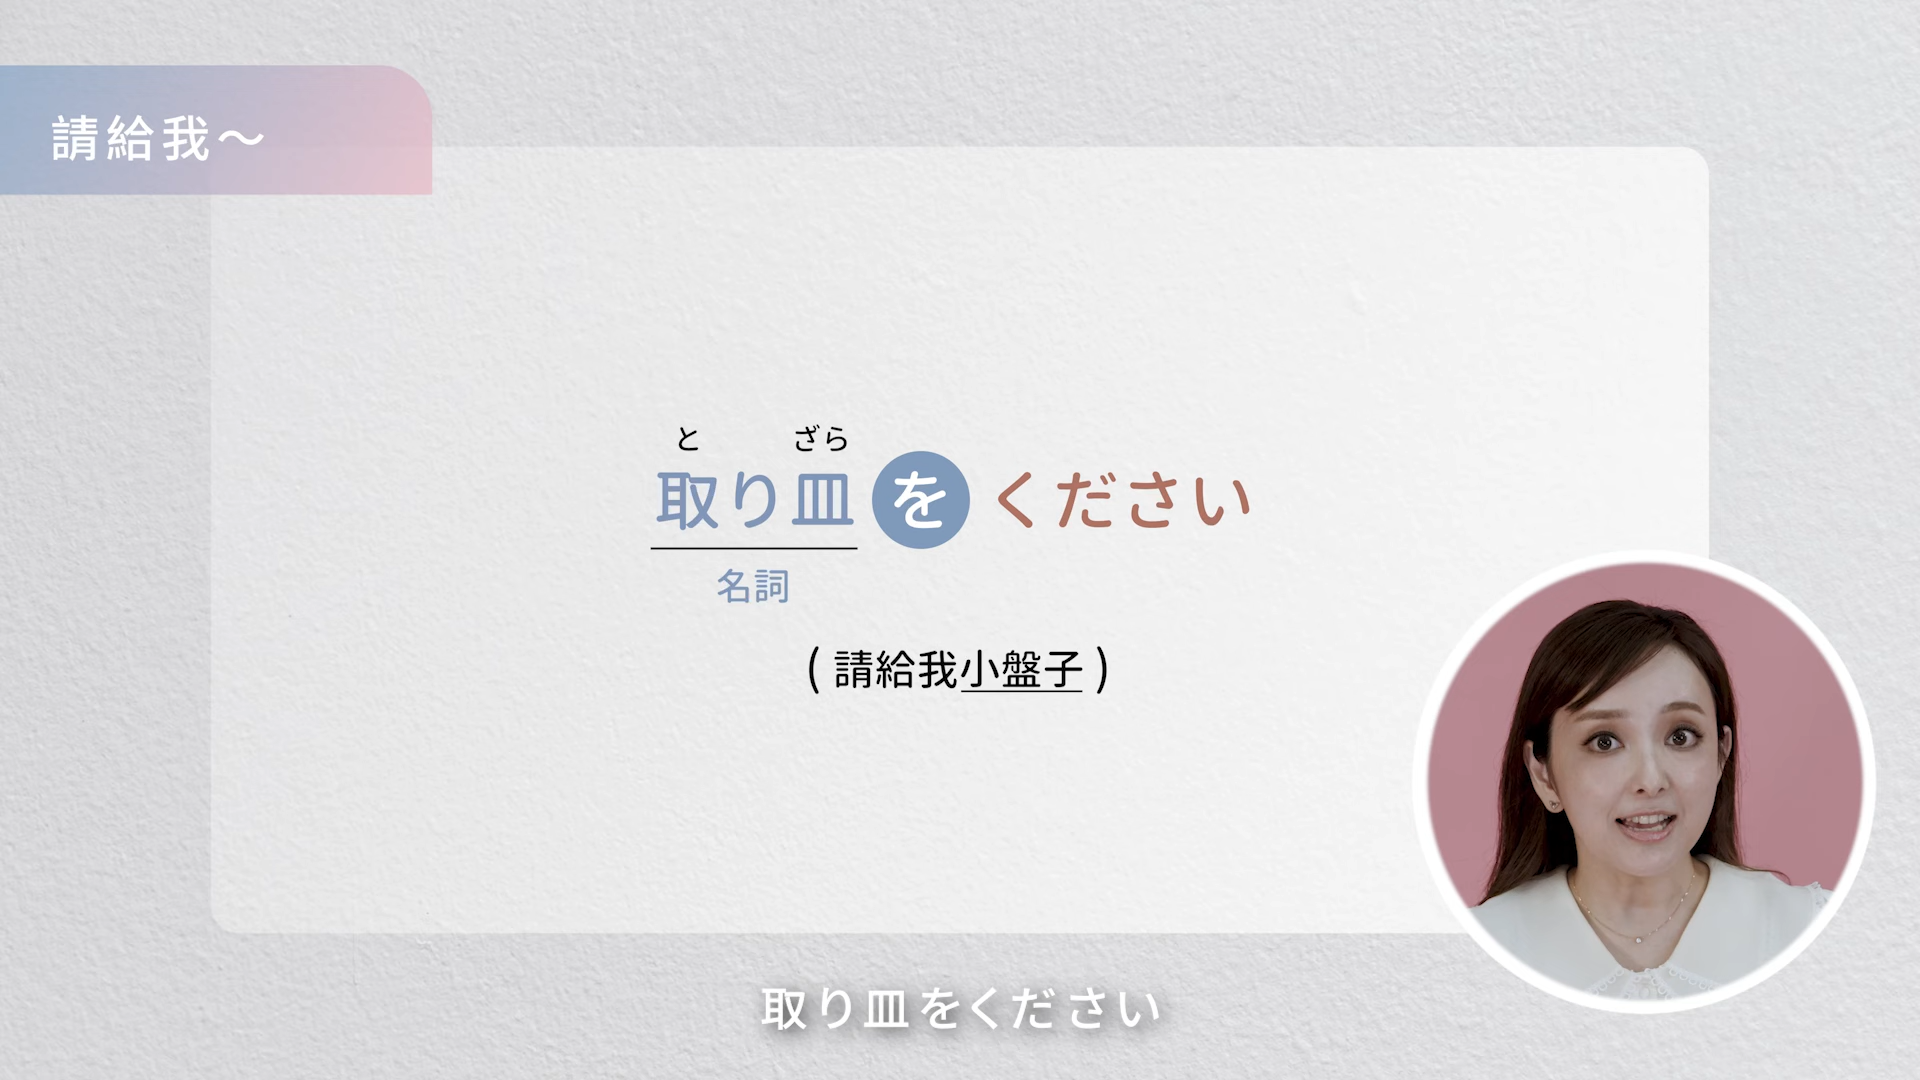 請給我～
と ざら
取り皿 を ください
名詞
( 請給我小盤子 )
取り皿をください